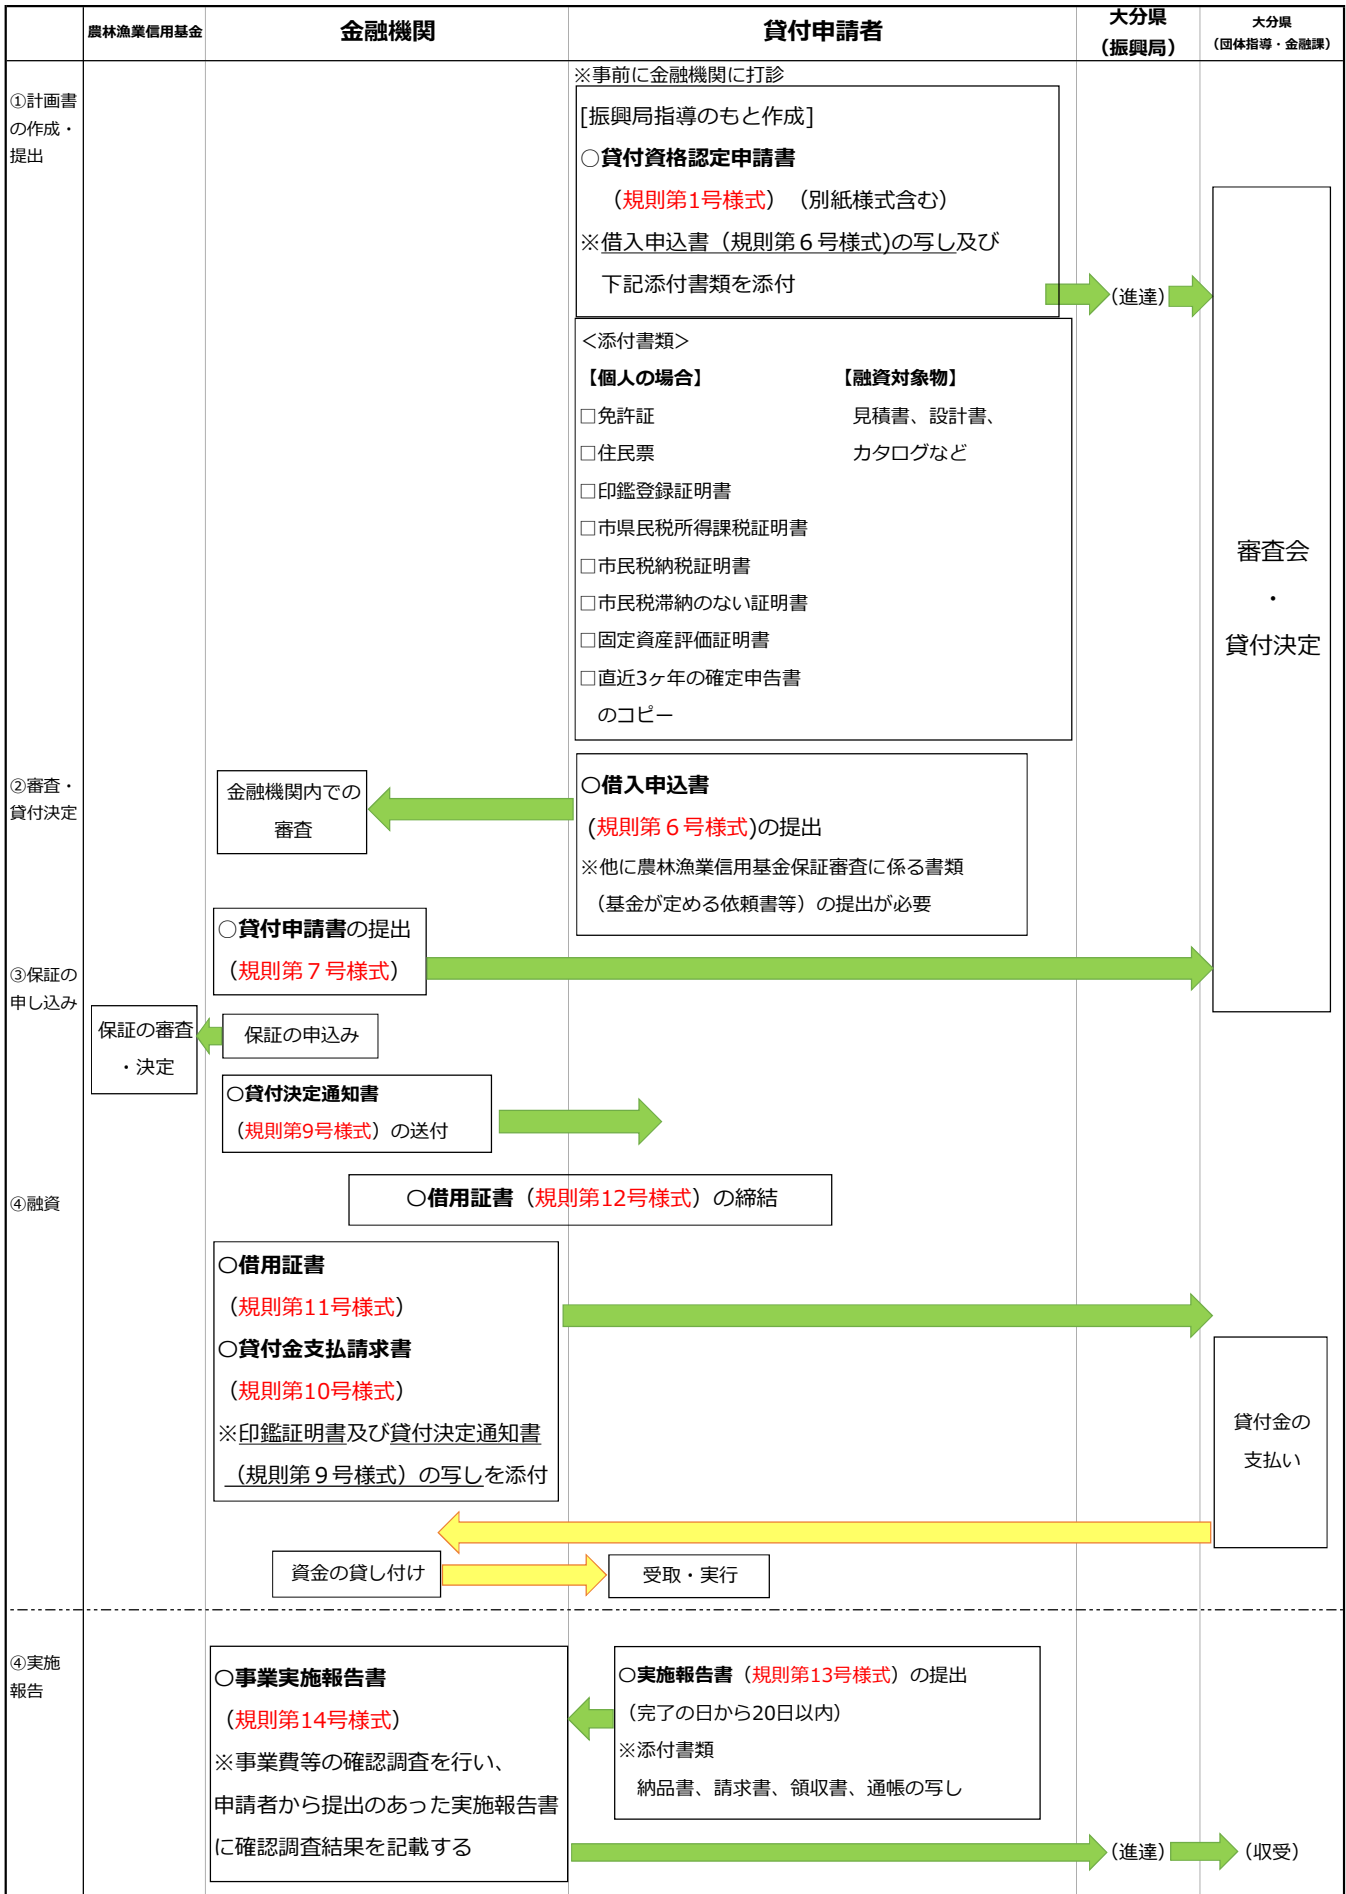 農林漁業信用基金
金融機関
貸付申請者
大分県
（振興局）
大分県
（団体指導・金融課）
①計画書
の作成・
提出
※事前に金融機関に打診
[振興局指導のもと作成]
○貸付資格認定申請書
（規則第1号様式）（別紙様式含む）
※借入申込書（規則第６号様式)の写し及び
下記添付書類を添付
（進達）
＜添付書類＞
【個人の場合】
【融資対象物】
□免許証
見積書、設計書、
□住民票
カタログなど
□印鑑登録証明書
□市県民税所得課税証明書
□市民税納税証明書
□市民税滞納のない証明書
□固定資産評価証明書
□直近3ヶ年の確定申告書
のコピー
審査会
・
貸付決定
②審査・
貸付決定
金融機関内での
審査
○借入申込書
(規則第６号様式)の提出
※他に農林漁業信用基金保証審査に係る書類
（基金が定める依頼書等）の提出が必要
○貸付申請書の提出
（規則第７号様式）
③保証の
申し込み
保証の審査
・決定
保証の申込み
○貸付決定通知書
（規則第9号様式）の送付
④融資
○借用証書（規則第12号様式）の締結
○借用証書
（規則第11号様式）
○貸付金支払請求書
（規則第10号様式）
※印鑑証明書及び貸付決定通知書
（規則第９号様式）の写しを添付
貸付金の
支払い
資金の貸し付け
受取・実行
④実施
報告
○事業実施報告書
（規則第14号様式）
※事業費等の確認調査を行い、
申請者から提出のあった実施報告書
に確認調査結果を記載する
○実施報告書（規則第13号様式）の提出
（完了の日から20日以内）
※添付書類
納品書、請求書、領収書、通帳の写し
（進達）
（収受）